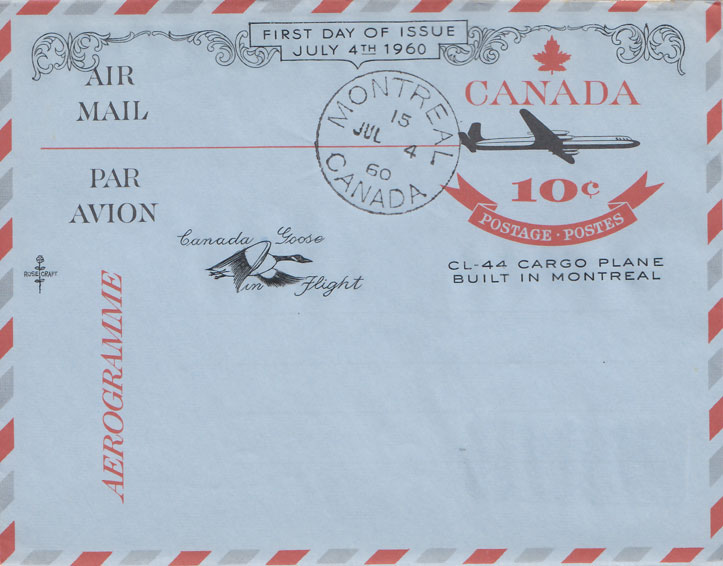 FIRST DAY OF ISSUE
JULY 4TH 1960
AIR
MAIL
PAR
AVION
MONTREAL
15
JUL 4
60
CANADA
CANADA
10¢
POSTAGE · POSTES
CL-44 CARGO PLANE
BUILT IN MONTREAL
Canada Goose
in Flight
ROSE CRAFT
AEROGRAMME